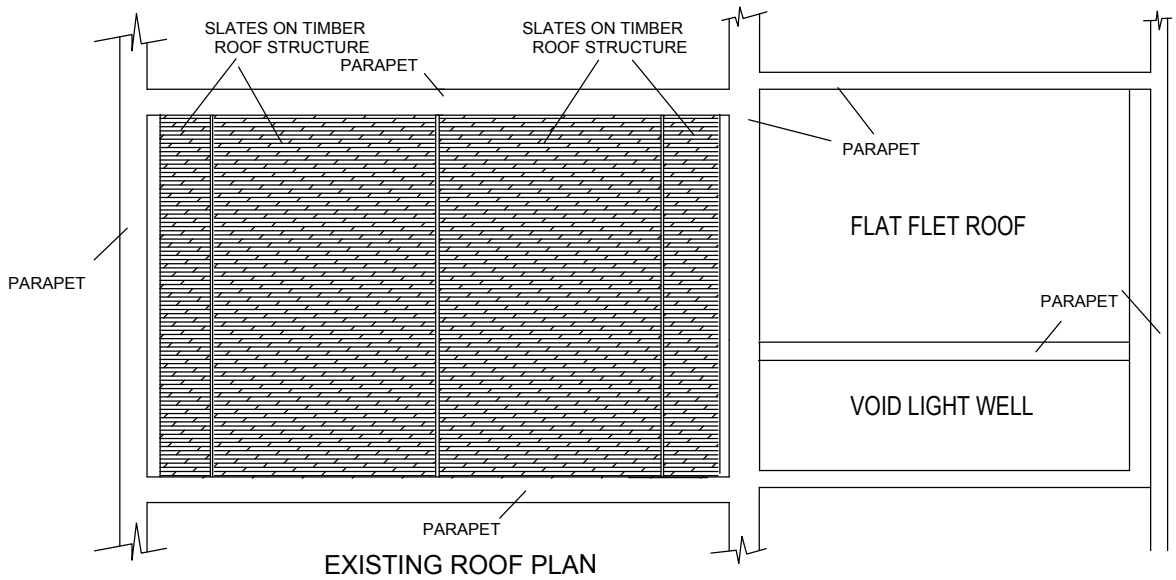 SLATES ON TIMBER
ROOF STRUCTURE
SLATES ON TIMBER
ROOF STRUCTURE
PARAPET
PARAPET
FLAT FLET ROOF
PARAPET
PARAPET
VOID LIGHT WELL
PARAPET
EXISTING ROOF PLAN